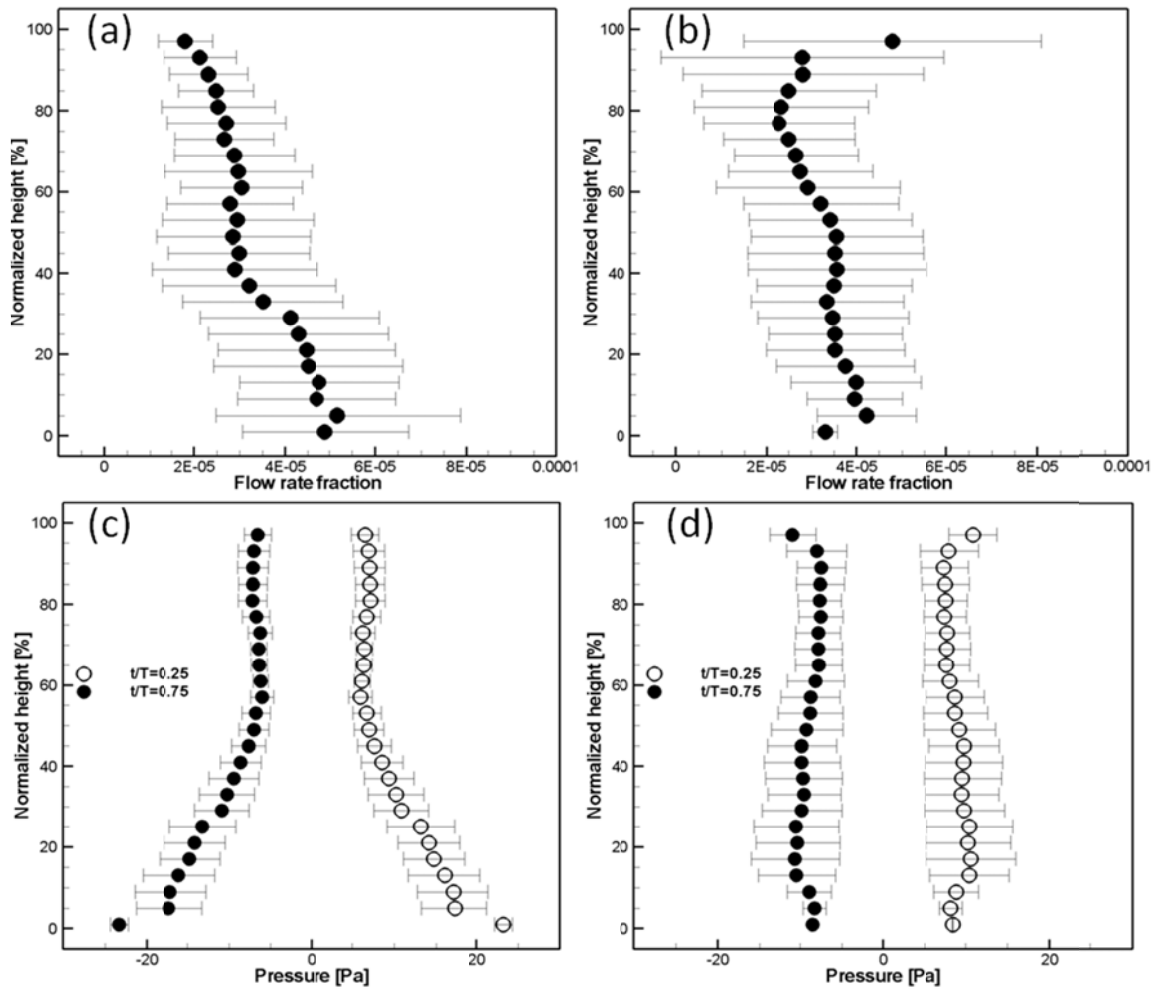 (a)
100
80
60
40
20
0
Normalized height [%]
0 2E-05 4E-05 6E-05 8E-05 0.0001
Flow rate fraction
(b)
100
80
60
40
20
0
Normalized height [%]
0 2E-05 4E-05 6E-05 8E-05 0.0001
Flow rate fraction
(c)
100
80
60
40
20
0
Normalized height [%]
t/T=0.25
t/T=0.75
-20 0 20
Pressure [Pa]
(d)
100
80
60
40
20
0
Normalized height [%]
t/T=0.25
t/T=0.75
-20 0 20
Pressure [Pa]